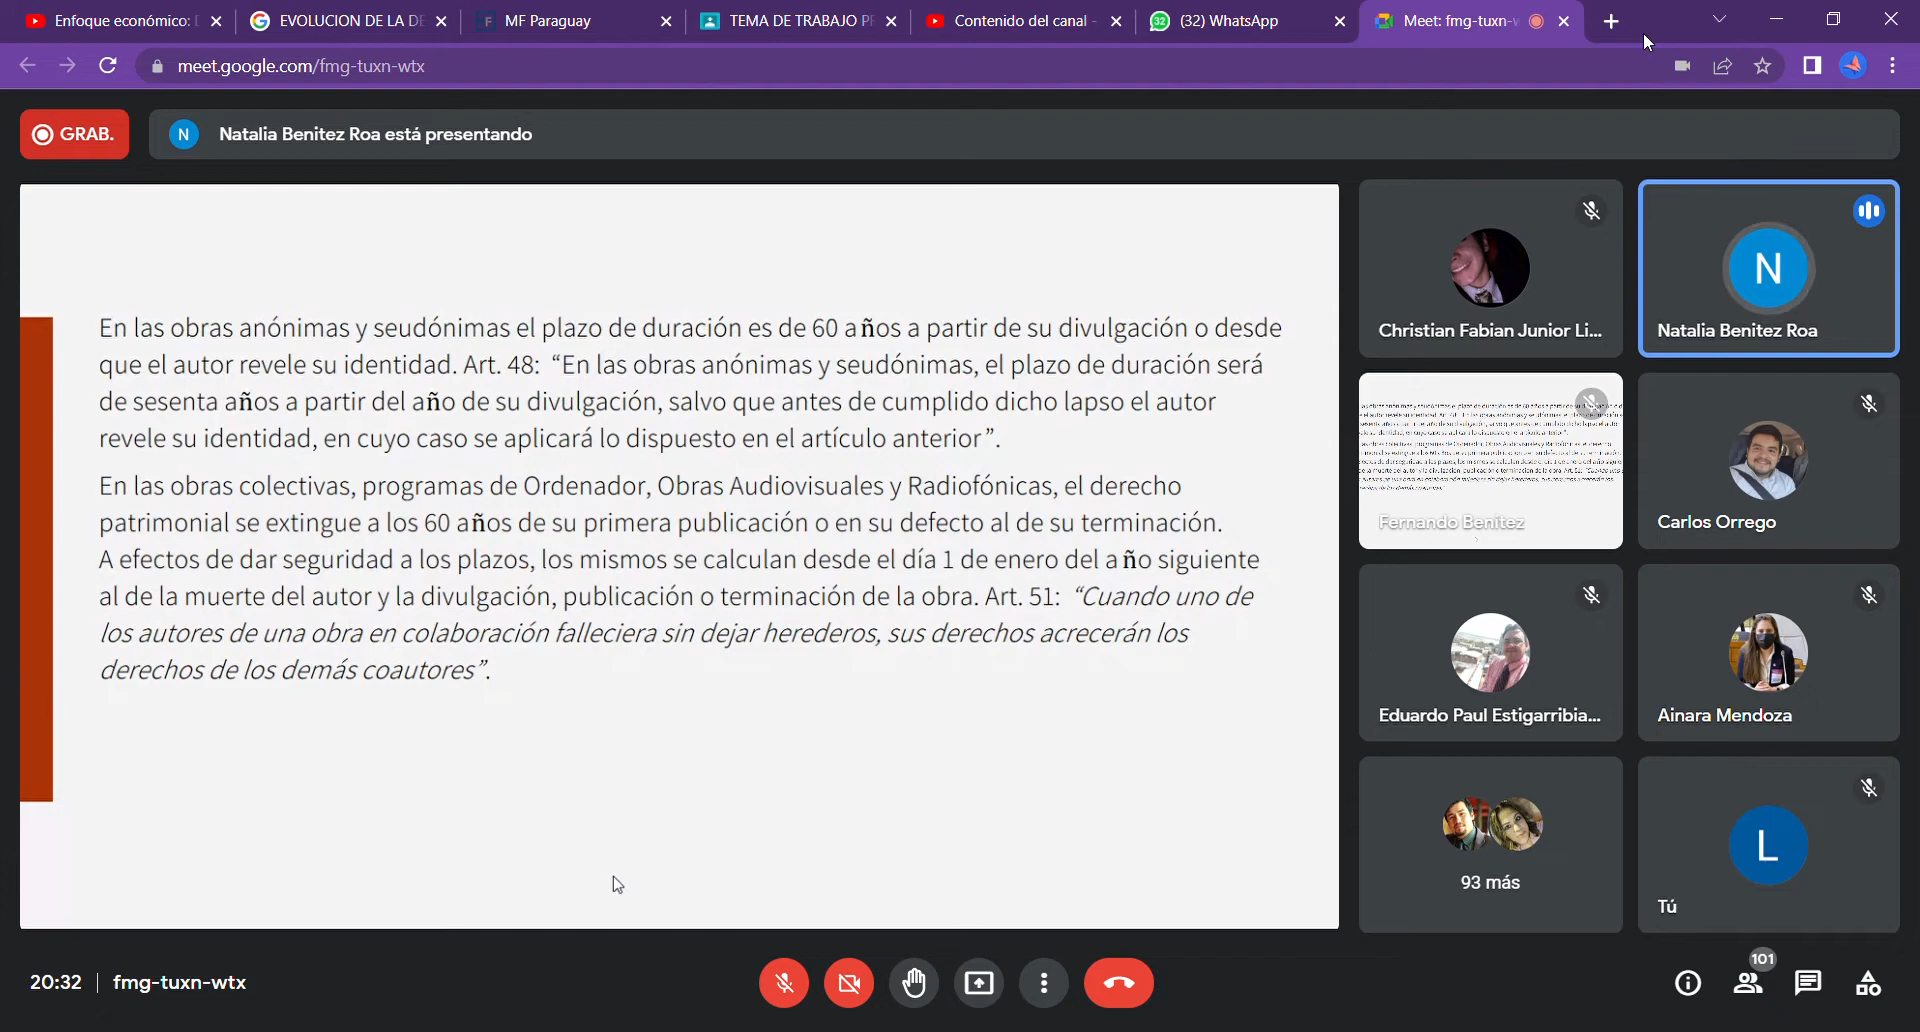 Enfoque económico:
EVOLUCION DE LA DE
MF Paraguay
TEMA DE TRABAJO P
Contenido del canal -
(32) WhatsApp
Meet: fmg-tuxn-w
meet.google.com/fmg-tuxn-wtx
GRAB.
N
Natalia Benitez Roa está presentando
En las obras anónimas y seudónimas el plazo de duración es de 60 años a partir de su divulgación o desde
que el autor revele su identidad. Art. 48: “En las obras anónimas y seudónimas, el plazo de duración será
de sesenta años a partir del año de su divulgación, salvo que antes de cumplido dicho lapso el autor
revele su identidad, en cuyo caso se aplicará lo dispuesto en el artículo anterior”.
En las obras colectivas, programas de Ordenador, Obras Audiovisuales y Radiofónicas, el derecho
patrimonial se extingue a los 60 años de su primera publicación o en su defecto al de su terminación.
A efectos de dar seguridad a los plazos, los mismos se calculan desde el día 1 de enero del año siguiente
al de la muerte del autor y la divulgación, publicación o terminación de la obra. Art. 51: “Cuando uno de
los autores de una obra en colaboración falleciera sin dejar herederos, sus derechos acrecerán los
derechos de los demás coautores”.
Christian Fabian Junior Li...
N
Natalia Benitez Roa
Fernando Benítez
Carlos Orrego
Eduardo Paul Estigarribia...
Ainara Mendoza
93 más
L
Tú
20:32
fmg-tuxn-wtx
101